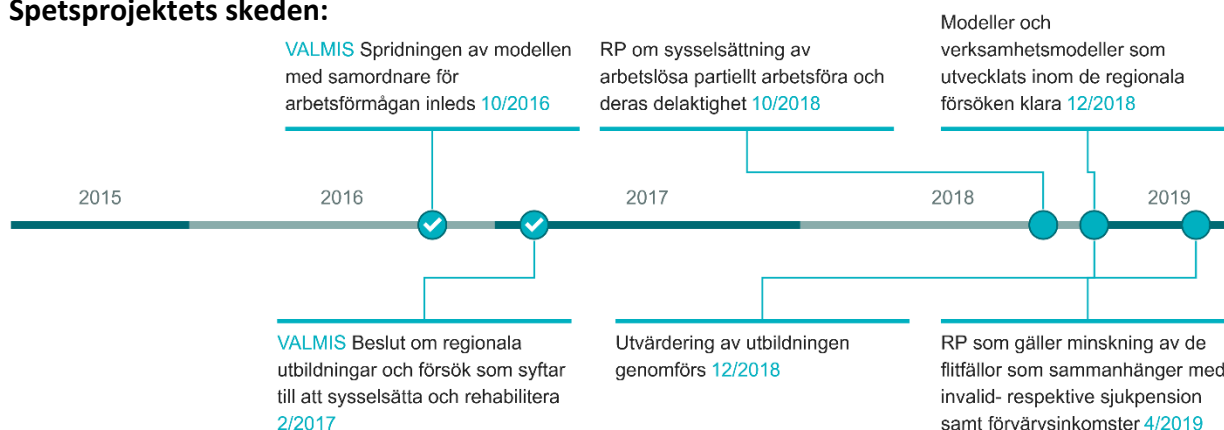 Spetsprojektets skeden:
VALMIS Spridningen av modellen
med samordnare för
arbetsförmågan inleds 10/2016
RP om sysselsättning av
arbetslösa partiellt arbetsföra och
deras delaktighet 10/2018
Modeller och
verksamhetsmodeller som
utvecklats inom de regionala
försöken klara 12/2018
2015
2016
2017
2018
2019
VALMIS Beslut om regionala
utbildningar och försök som syftar
till att sysselsätta och rehabilitera
2/2017
Utvärdering av utbildningen
genomförs 12/2018
RP som gäller minskning av de
flitfällor som sammanhänger med
invalid- respektive sjukpension
samt förvärvsinkomster 4/2019